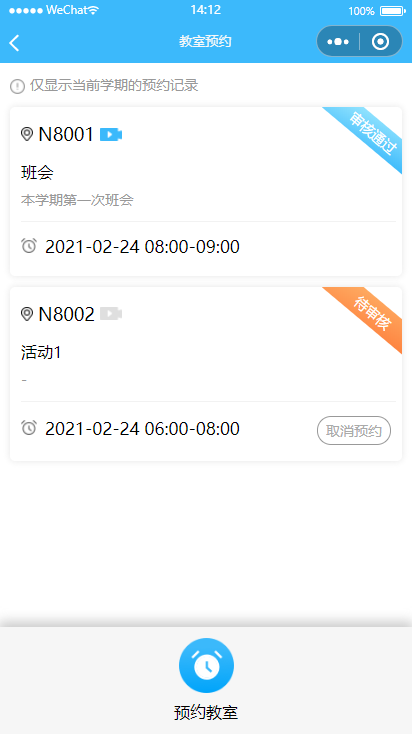 WeChat 14:12 100%
教室预约
仅显示当前学期的预约记录
N8001 审核通过
班会
本学期第一次班会
2021-02-24 08:00-09:00
N8002 待审核
活动1
-
2021-02-24 06:00-08:00 取消预约
预约教室